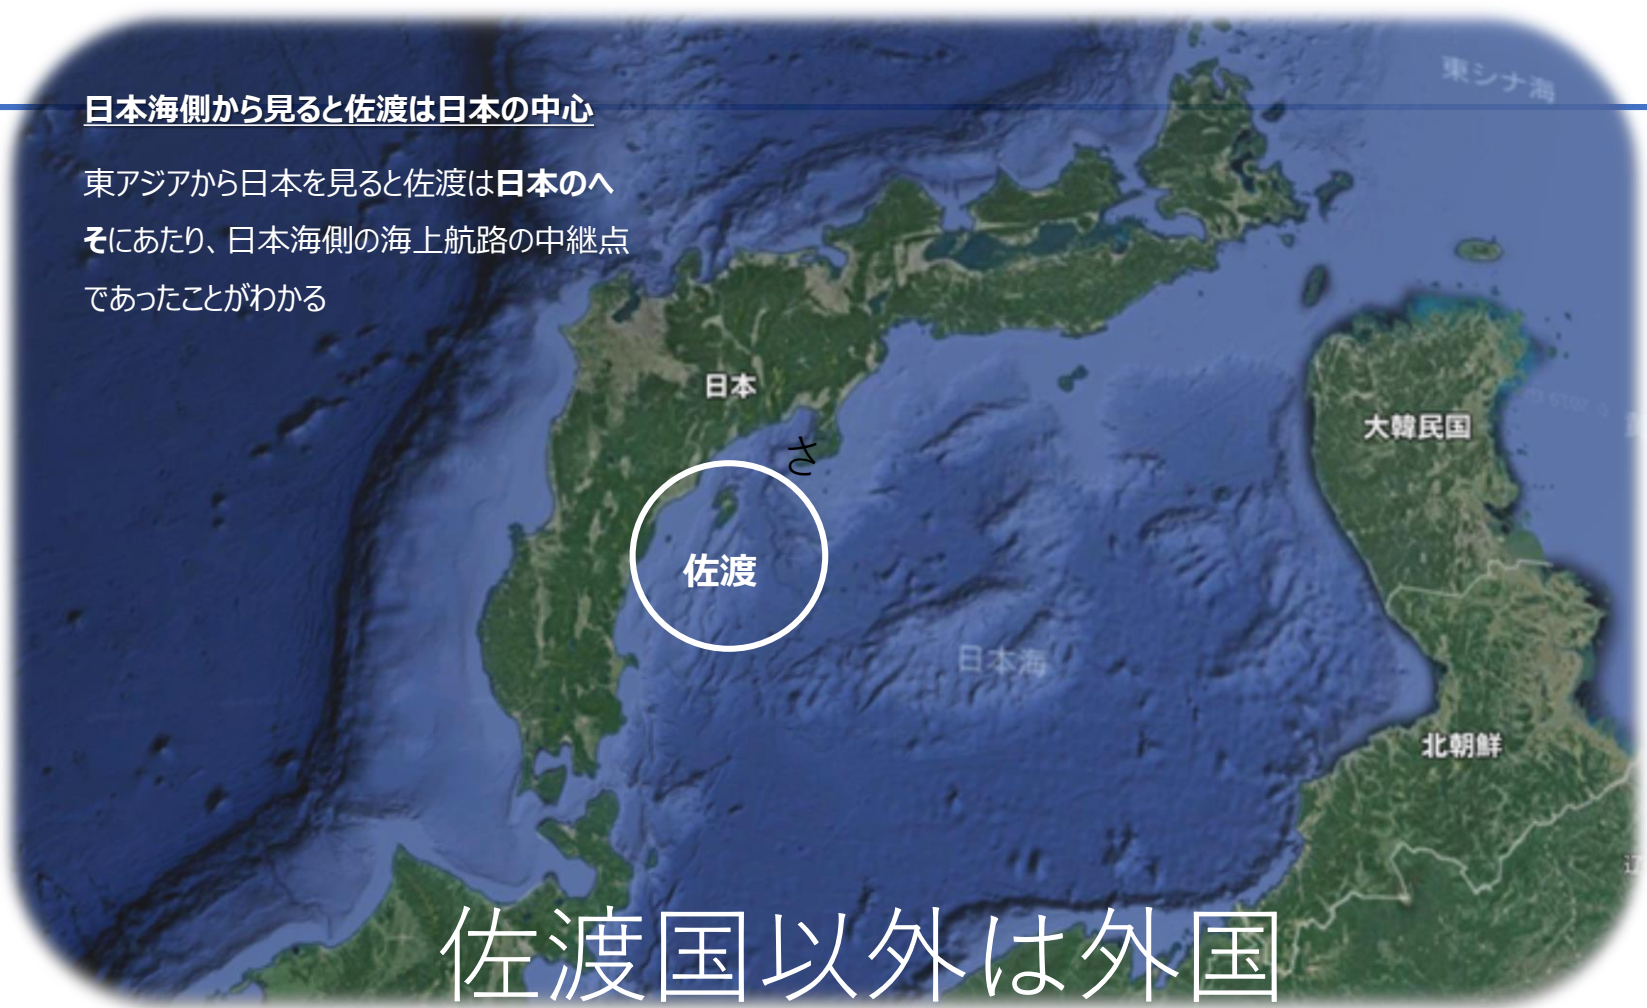 東シナ海
日本海側から見ると佐渡は日本の中心
東アジアから日本を見ると佐渡は日本のへ
そにあたり、日本海側の海上航路の中継点
であったことがわかる
日本
大韓民国
さ
佐渡
日本海
北朝鮮
辽
佐渡国以外は外国